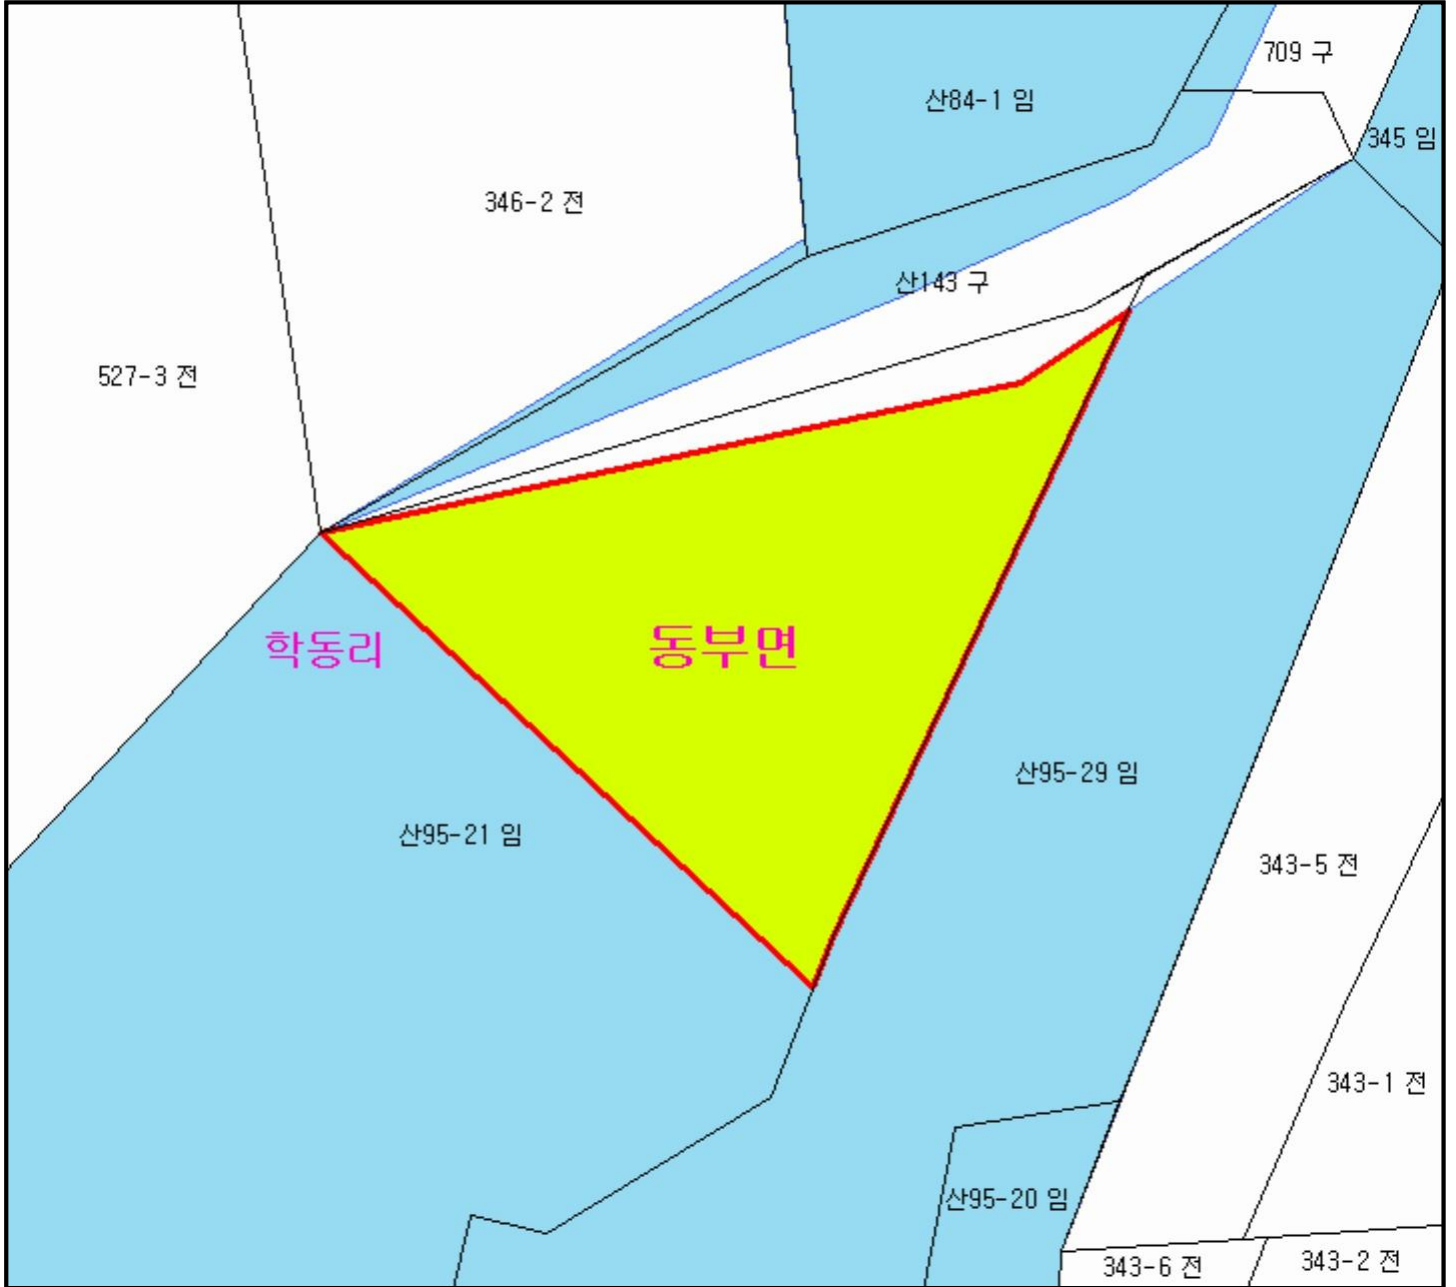 709 구
산84-1 임
345 임
346-2 전
산143 구
527-3 전
학동리
동부면
산95-29 임
산95-21 임
343-5 전
343-1 전
산95-20 임
343-6 전
343-2 전